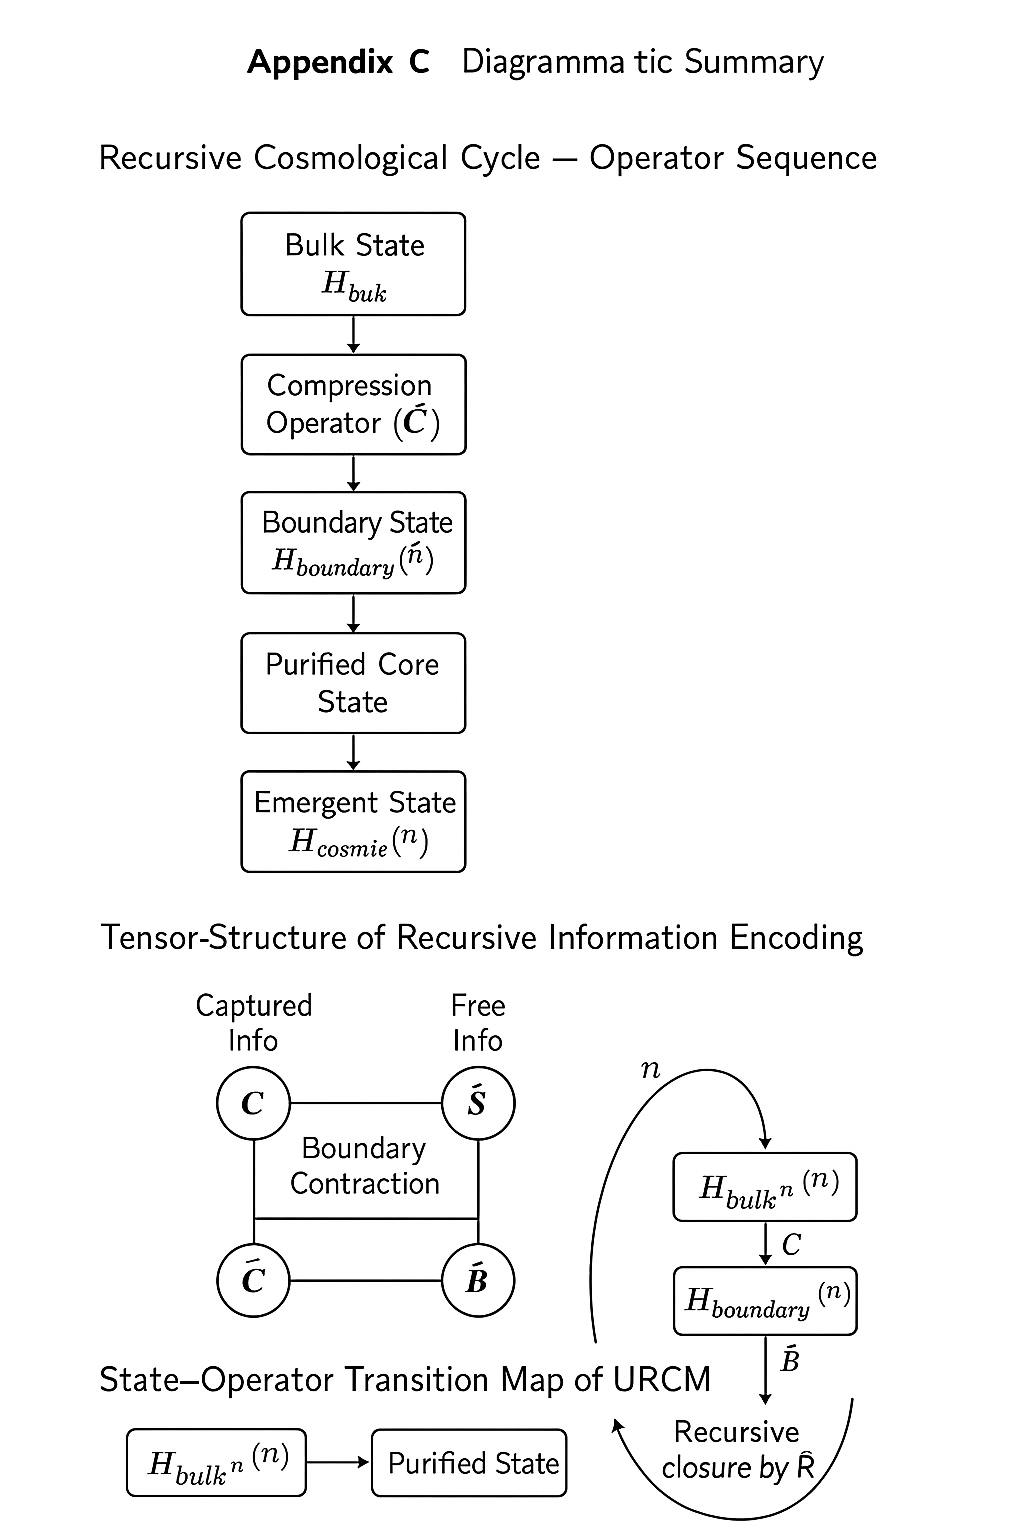 Appendix C Diagramma tic Summary
Recursive Cosmological Cycle — Operator Sequence
Bulk State
H_buk
Compression
Operator (Ć)
Boundary State
H_boundary(ń)
Purified Core
State
Emergent State
H_cosmie(n)
Tensor-Structure of Recursive Information Encoding
Captured
Info
Free
Info
C
Ś
Boundary
Contraction
C̄
B́
n
H_bulk^n (n)
C
H_boundary (n)
B́
State–Operator Transition Map of URCM
H_bulk^n (n)
Purified State
Recursive
closure by R̂